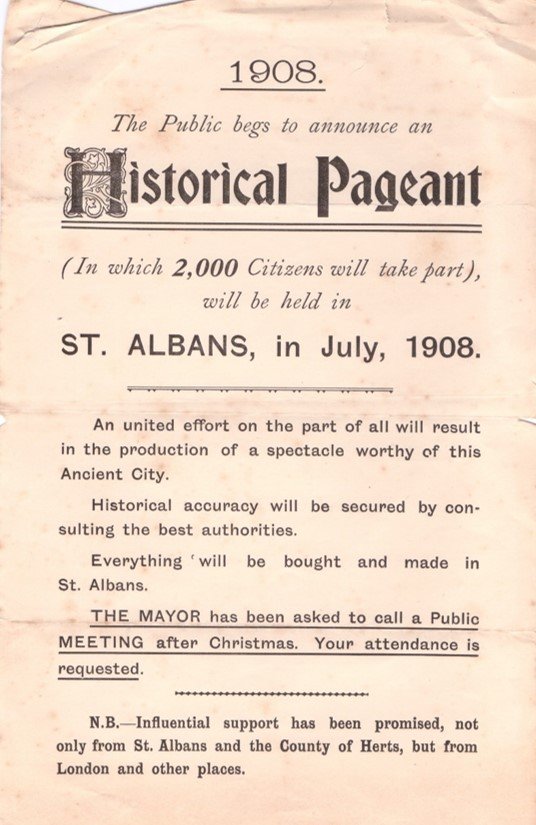 1908.
The Public begs to announce an
Historical Pageant
(In which 2,000 Citizens will take part),
will be held in
ST. ALBANS, in July, 1908.
An united effort on the part of all will result
in the production of a spectacle worthy of this
Ancient City.
Historical accuracy will be secured by con-
sulting the best authorities.
Everything will be bought and made in
St. Albans.
THE MAYOR has been asked to call a Public
MEETING after Christmas. Your attendance is
requested.
N.B.—Influential support has been promised, not
only from St. Albans and the County of Herts, but from
London and other places.